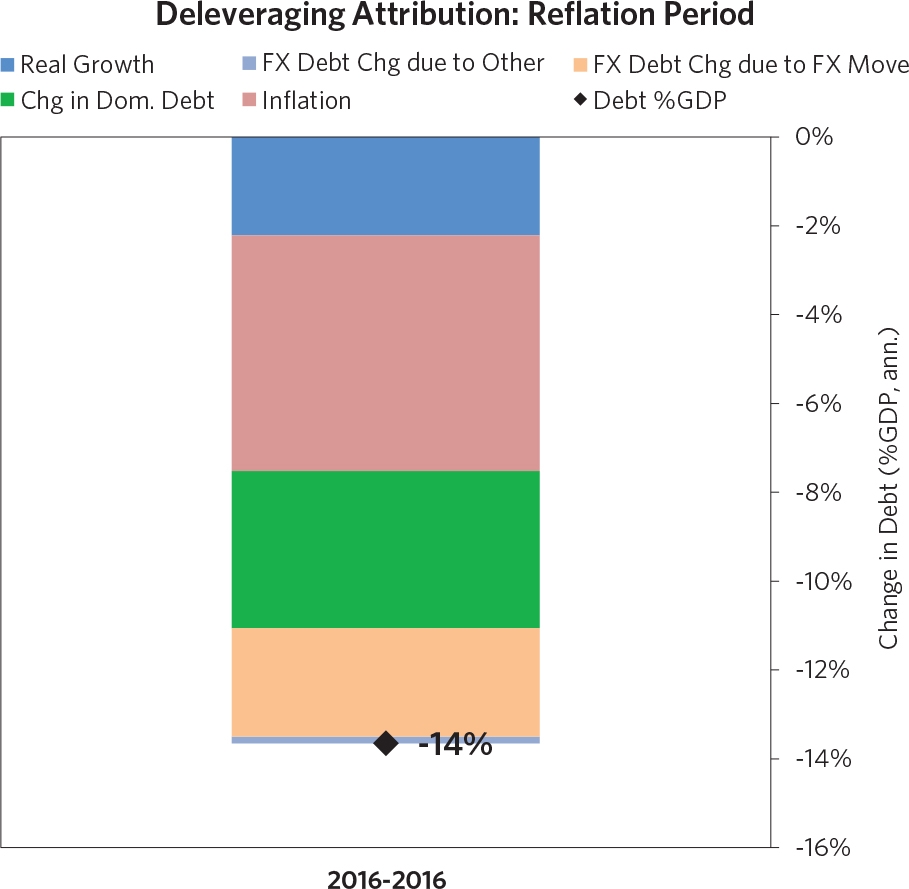 Deleveraging Attribution: Reflation Period
Real Growth
FX Debt Chg due to Other
FX Debt Chg due to FX Move
Chg in Dom. Debt
Inflation
Debt %GDP
0%
-2%
-4%
-6%
-8%
-10%
-12%
-14%
-16%
Change in Debt (%GDP, ann.)
-14%
2016-2016